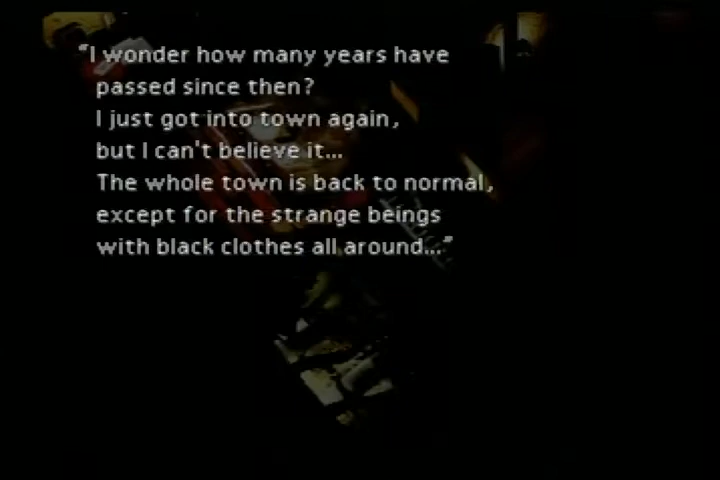 “I wonder how many years have
passed since then?
I just got into town again,
but I can't believe it...
The whole town is back to normal,
except for the strange beings
with black clothes all around...”